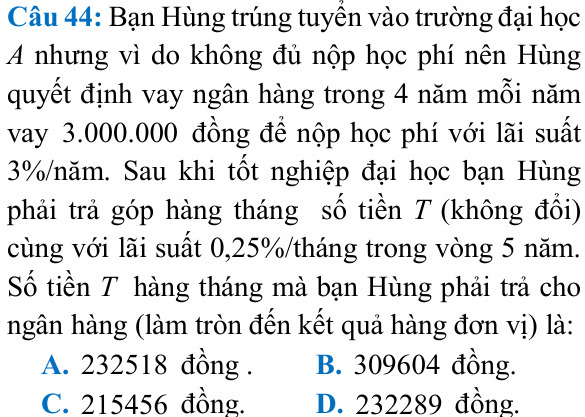 Câu 44: Bạn Hùng trúng tuyển vào trường đại học
A nhưng vì do không đủ nộp học phí nên Hùng
quyết định vay ngân hàng trong 4 năm mỗi năm
vay 3.000.000 đồng để nộp học phí với lãi suất
3%/năm. Sau khi tốt nghiệp đại học bạn Hùng
phải trả góp hàng tháng số tiền T (không đổi)
cùng với lãi suất 0,25%/tháng trong vòng 5 năm.
Số tiền T hàng tháng mà bạn Hùng phải trả cho
ngân hàng (làm tròn đến kết quả hàng đơn vị) là:
A. 232518 đồng . B. 309604 đồng.
C. 215456 đồng. D. 232289 đồng.